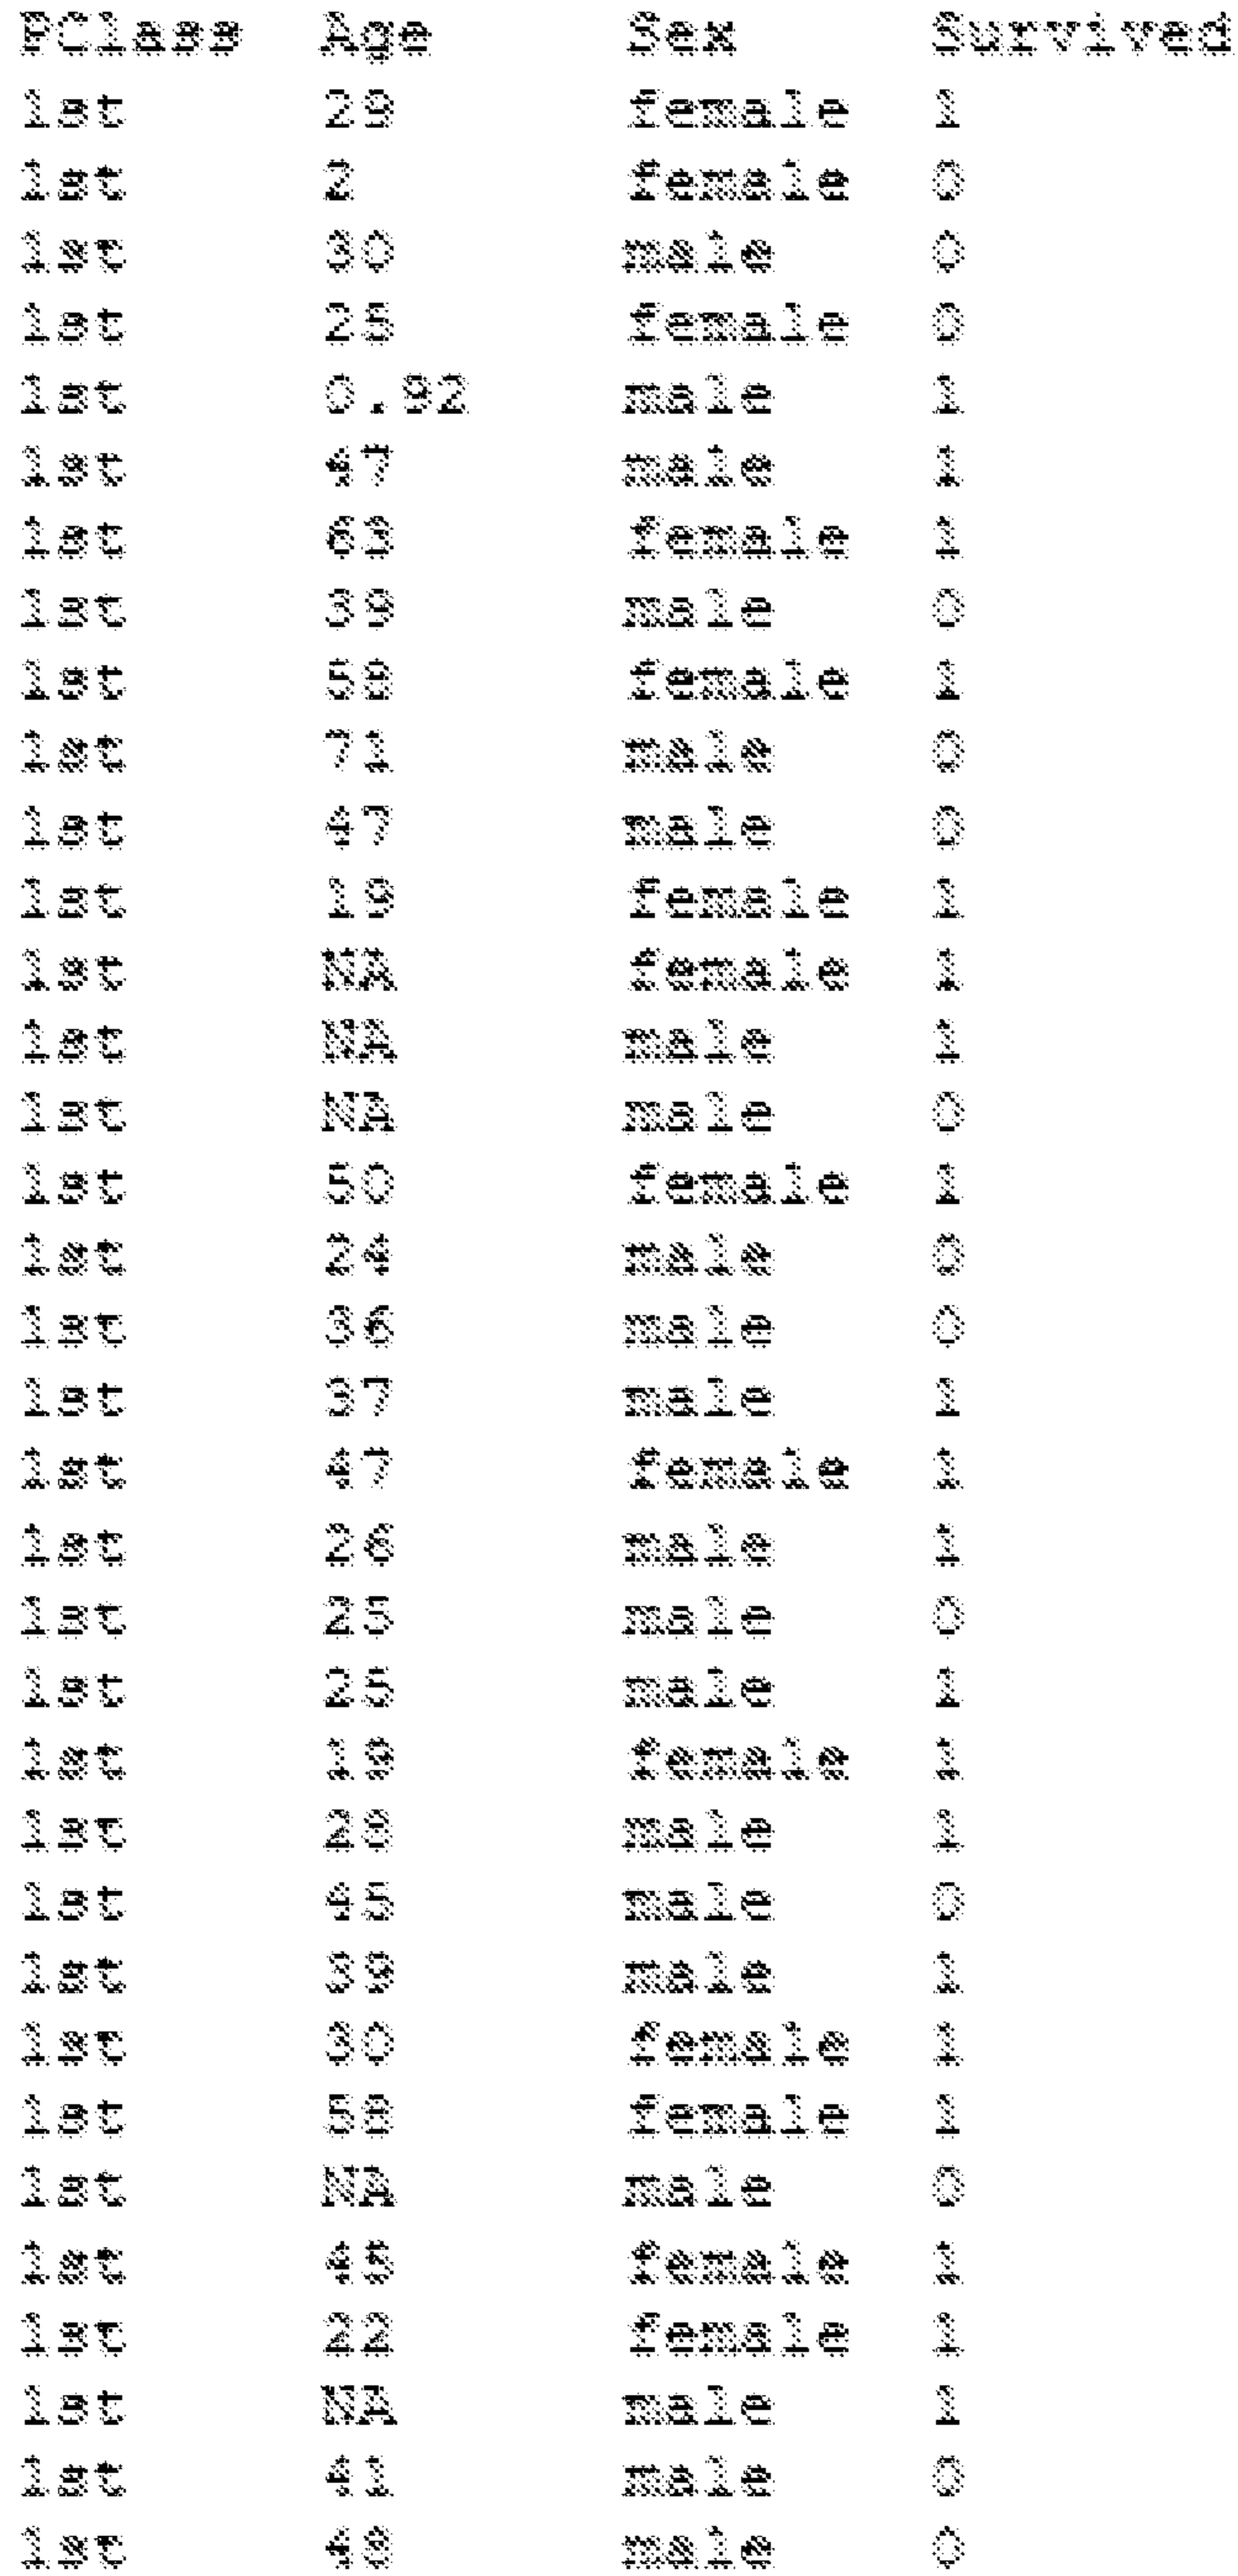 PClass Age Sex Survived
1st 29 female 1
1st 2 female 0
1st 30 male 0
1st 25 female 0
1st 0.92 male 1
1st 47 male 1
1st 63 female 1
1st 39 male 0
1st 58 female 1
1st 71 male 0
1st 47 male 0
1st 19 female 1
1st NA female 1
1st NA male 1
1st NA male 0
1st 50 female 1
1st 24 male 0
1st 36 male 0
1st 37 male 1
1st 47 female 1
1st 26 male 1
1st 25 male 0
1st 25 male 1
1st 19 female 1
1st 28 male 1
1st 45 male 0
1st 39 male 1
1st 30 female 1
1st 58 female 1
1st NA male 0
1st 45 female 1
1st 22 female 1
1st NA male 1
1st 41 male 0
1st 48 male 0